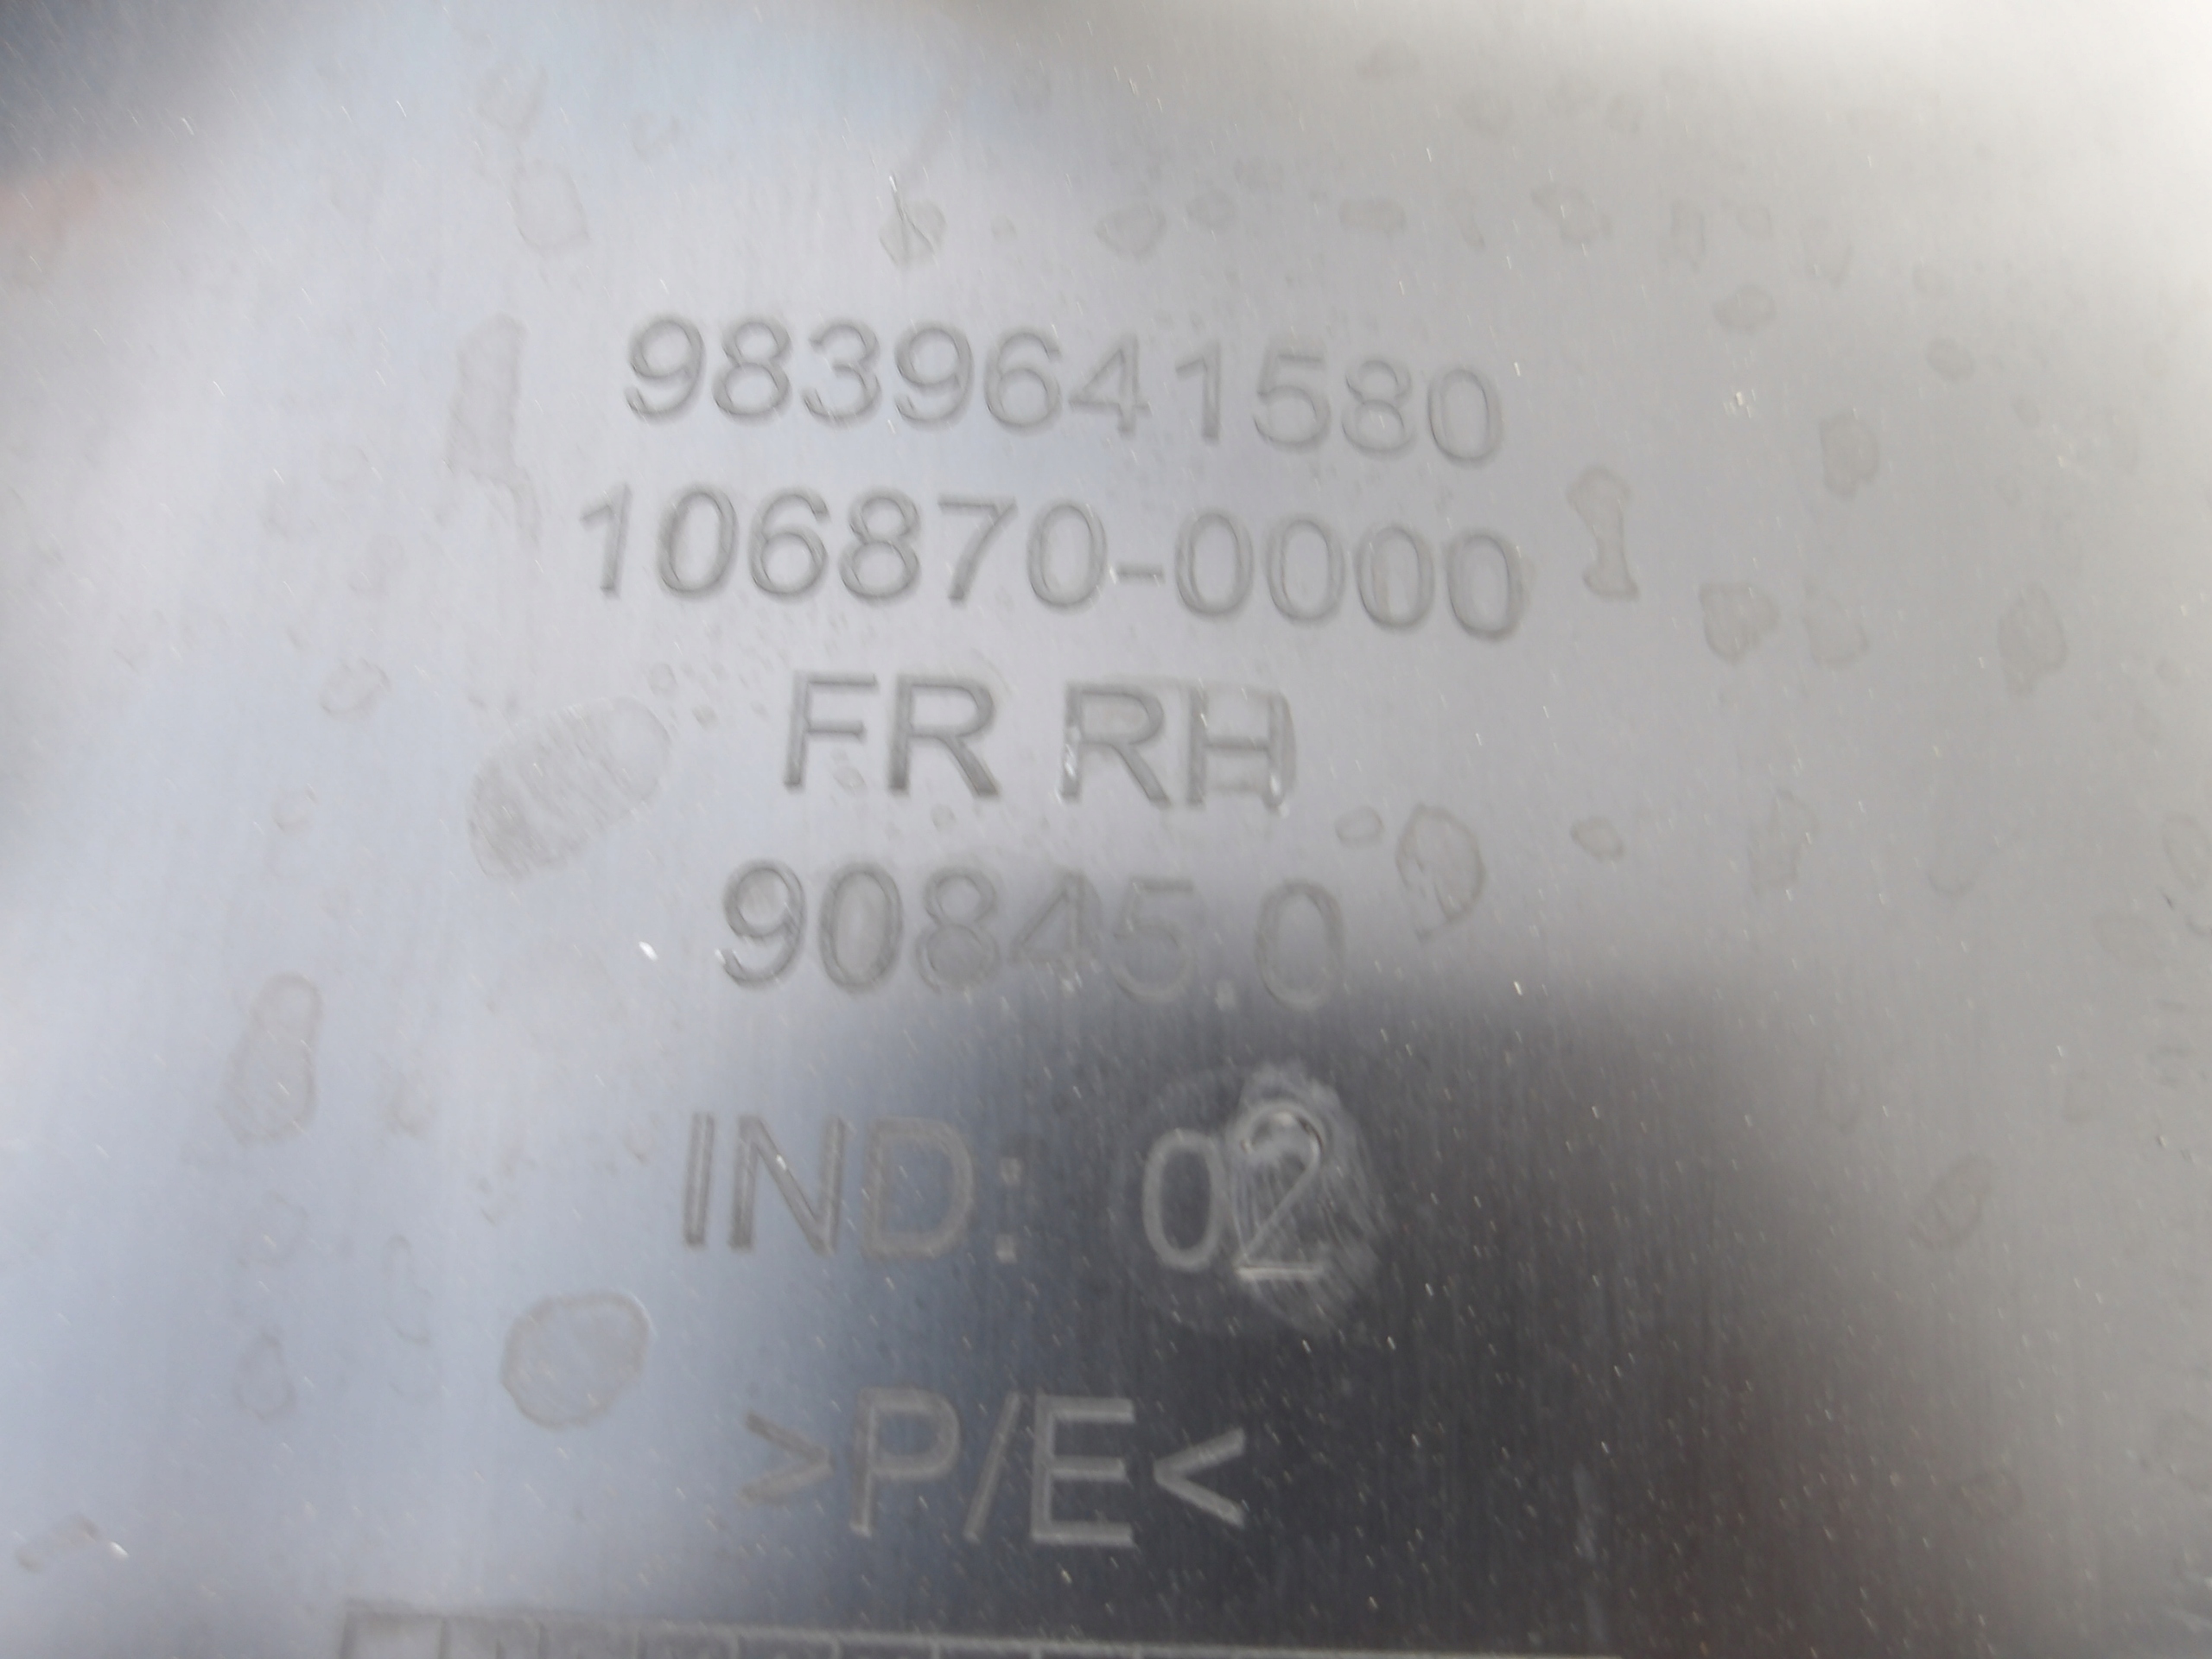 9839641580
106870-0000
FR RH
90845.0
IND: 02
>P/E<